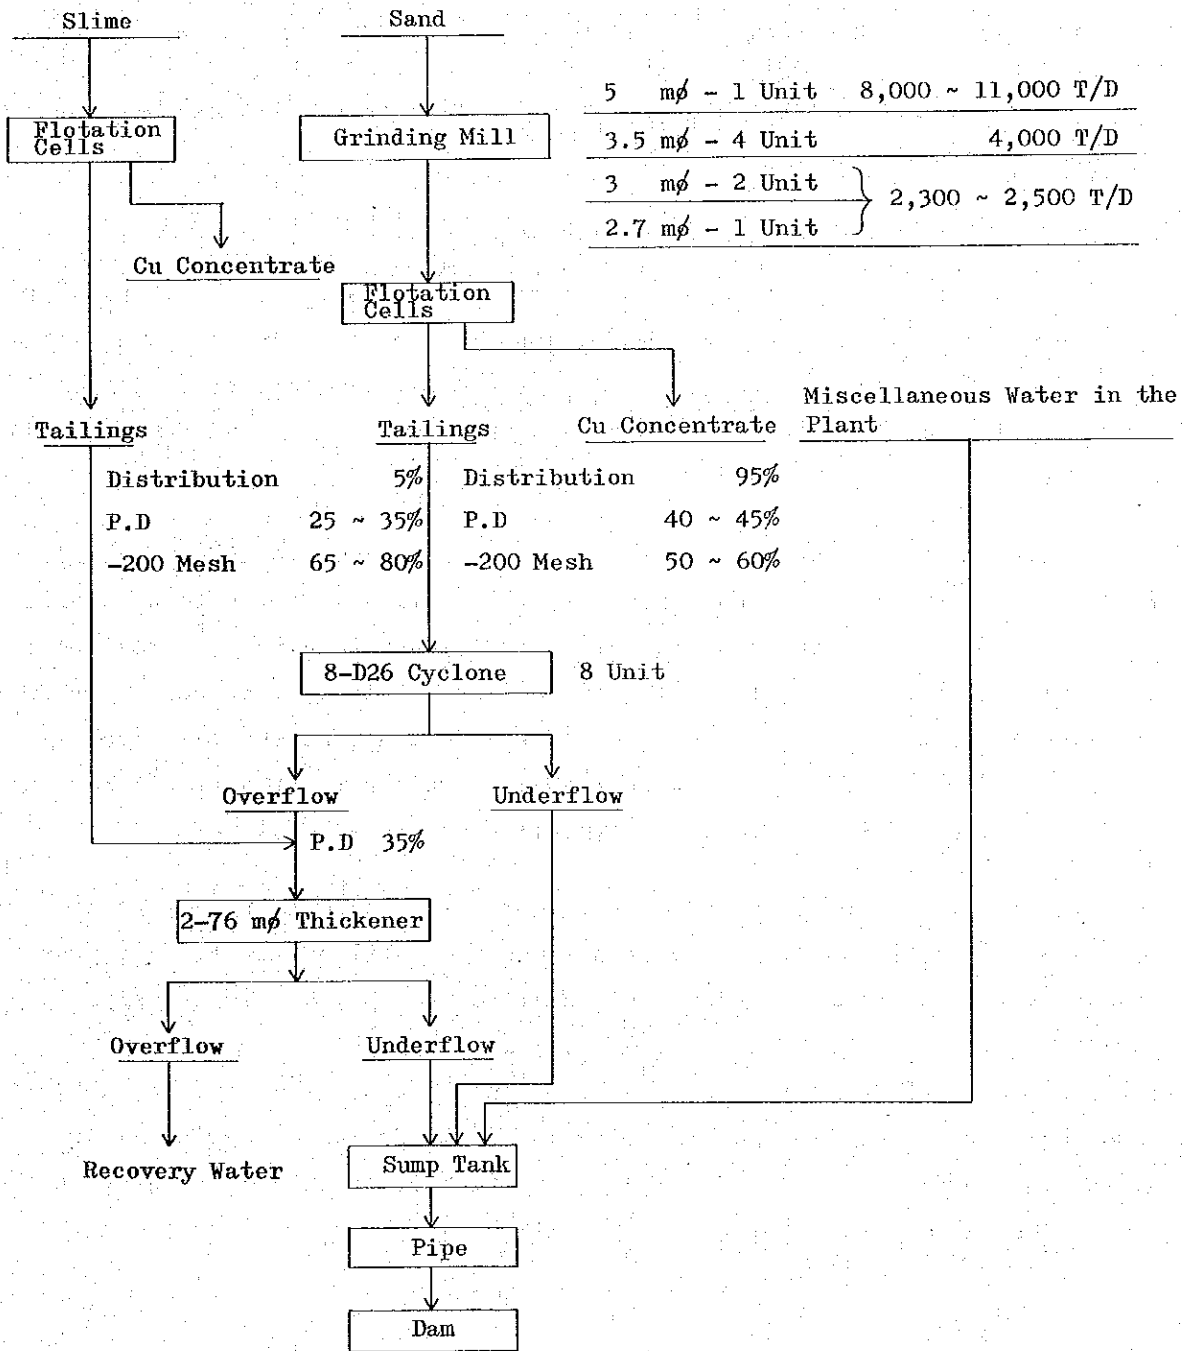 Slime
Sand
5 mø - 1 Unit 8,000 ~ 11,000 T/D
Flotation
Cells
Grinding Mill
3.5 mø - 4 Unit 4,000 T/D
3 mø - 2 Unit
2,300 ~ 2,500 T/D
2.7 mø - 1 Unit
Cu Concentrate
Flotation
Cells
Miscellaneous Water in the
Plant
Tailings
Tailings
Cu Concentrate
Distribution 5%
P.D 25 ~ 35%
-200 Mesh 65 ~ 80%
Distribution 95%
P.D 40 ~ 45%
-200 Mesh 50 ~ 60%
8-D26 Cyclone 8 Unit
Overflow
Underflow
P.D 35%
2-76 mø Thickener
Overflow
Underflow
Recovery Water
Sump Tank
Pipe
Dam